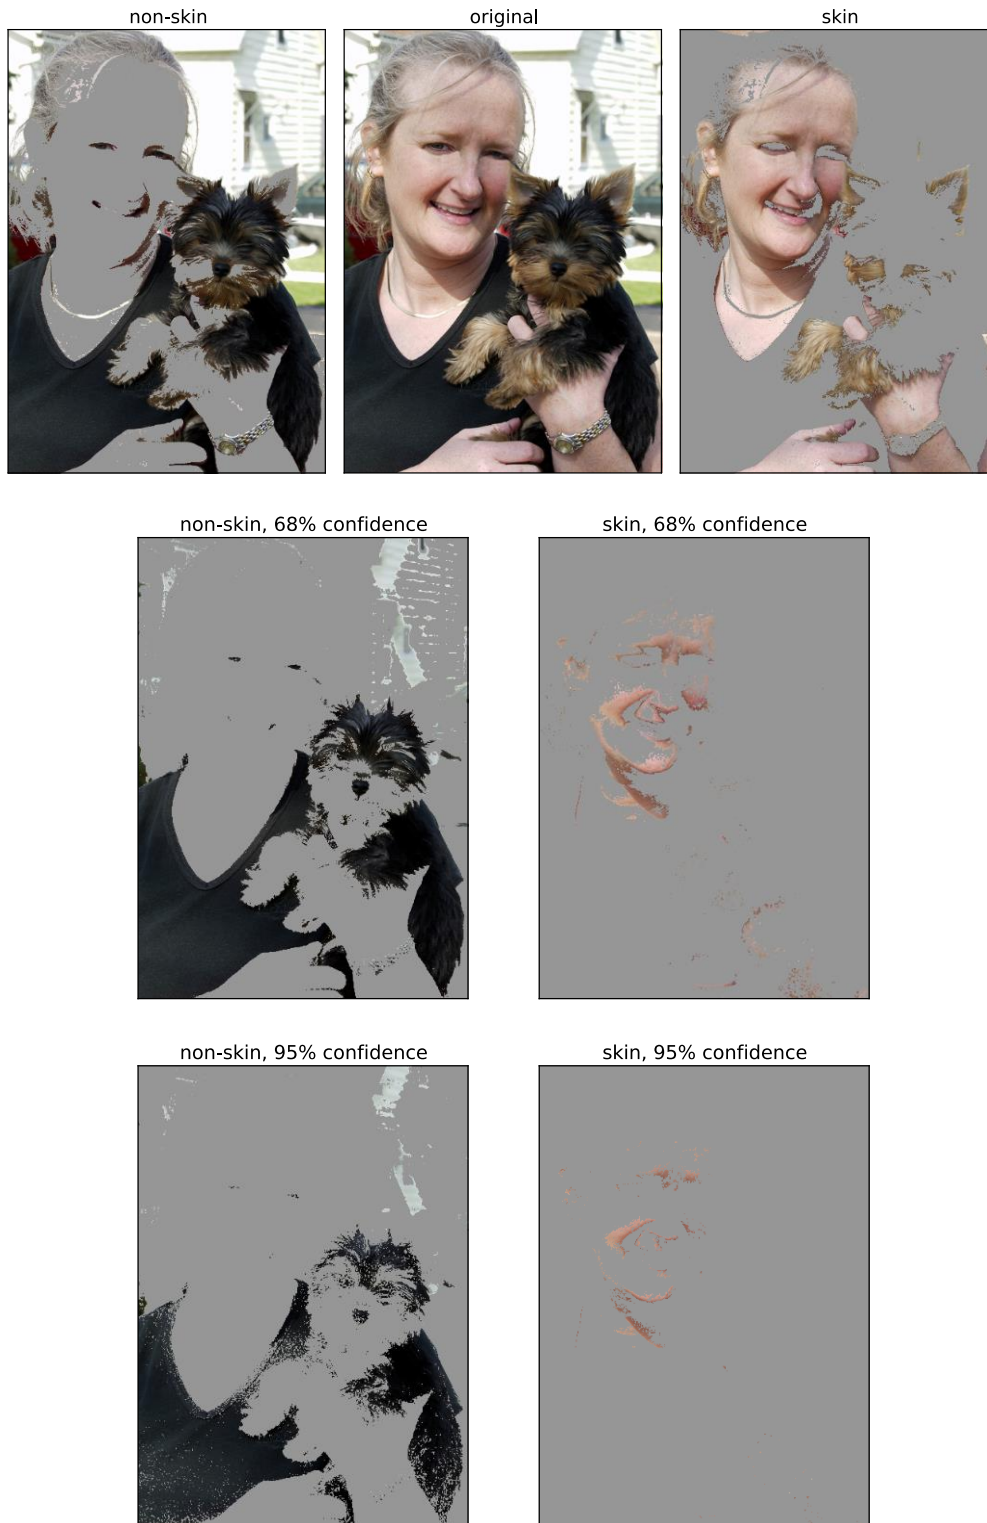 non-skin
original
skin
non-skin, 68% confidence
skin, 68% confidence
non-skin, 95% confidence
skin, 95% confidence